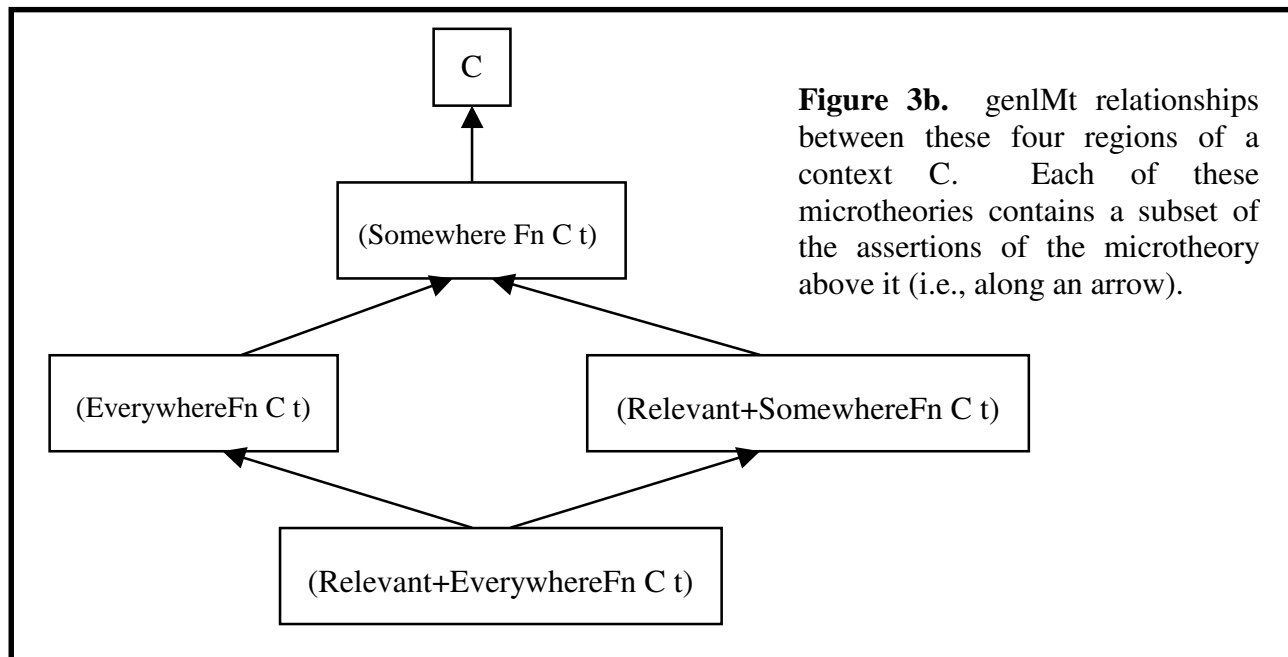 C
Figure 3b. genlMt relationships
between these four regions of a
context C. Each of these
microtheories contains a subset of
the assertions of the microtheory
above it (i.e., along an arrow).
(Somewhere Fn C t)
(EverywhereFn C t)
(Relevant+SomewhereFn C t)
(Relevant+EverywhereFn C t)